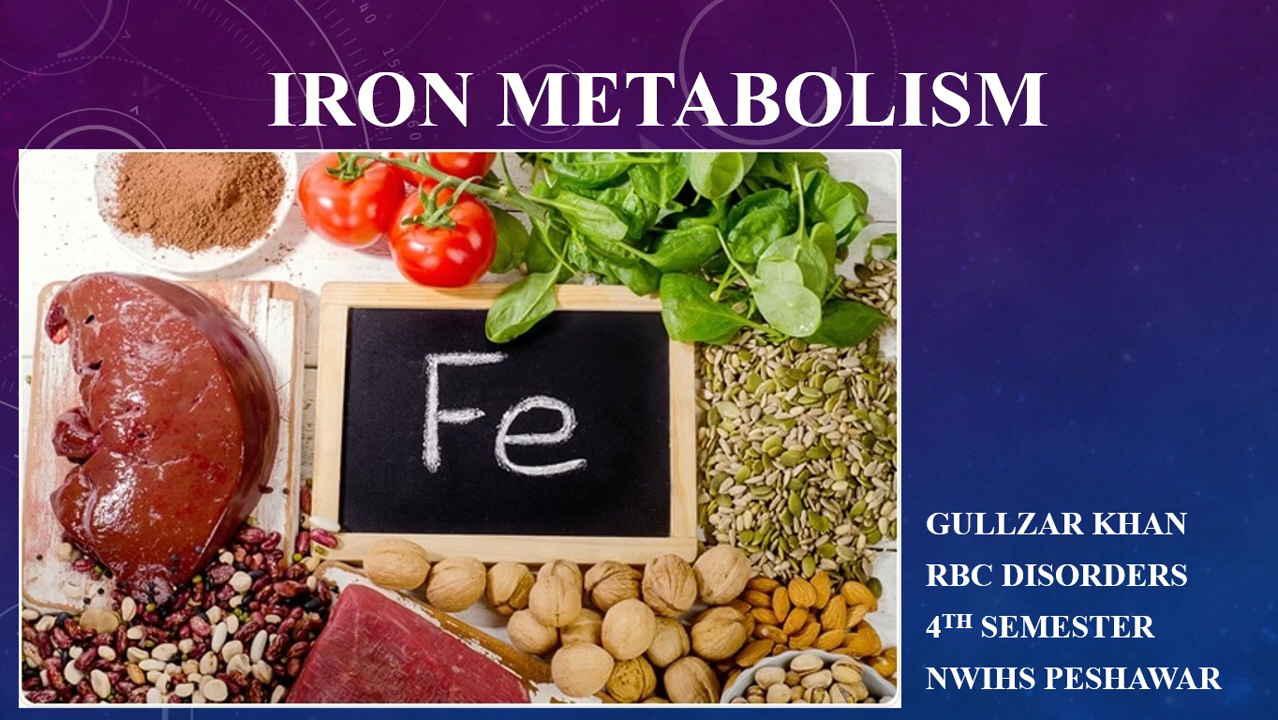 IRON METABOLISM
Fe
GULLZAR KHAN
RBC DISORDERS
4TH SEMESTER
NWIHS PESHAWAR